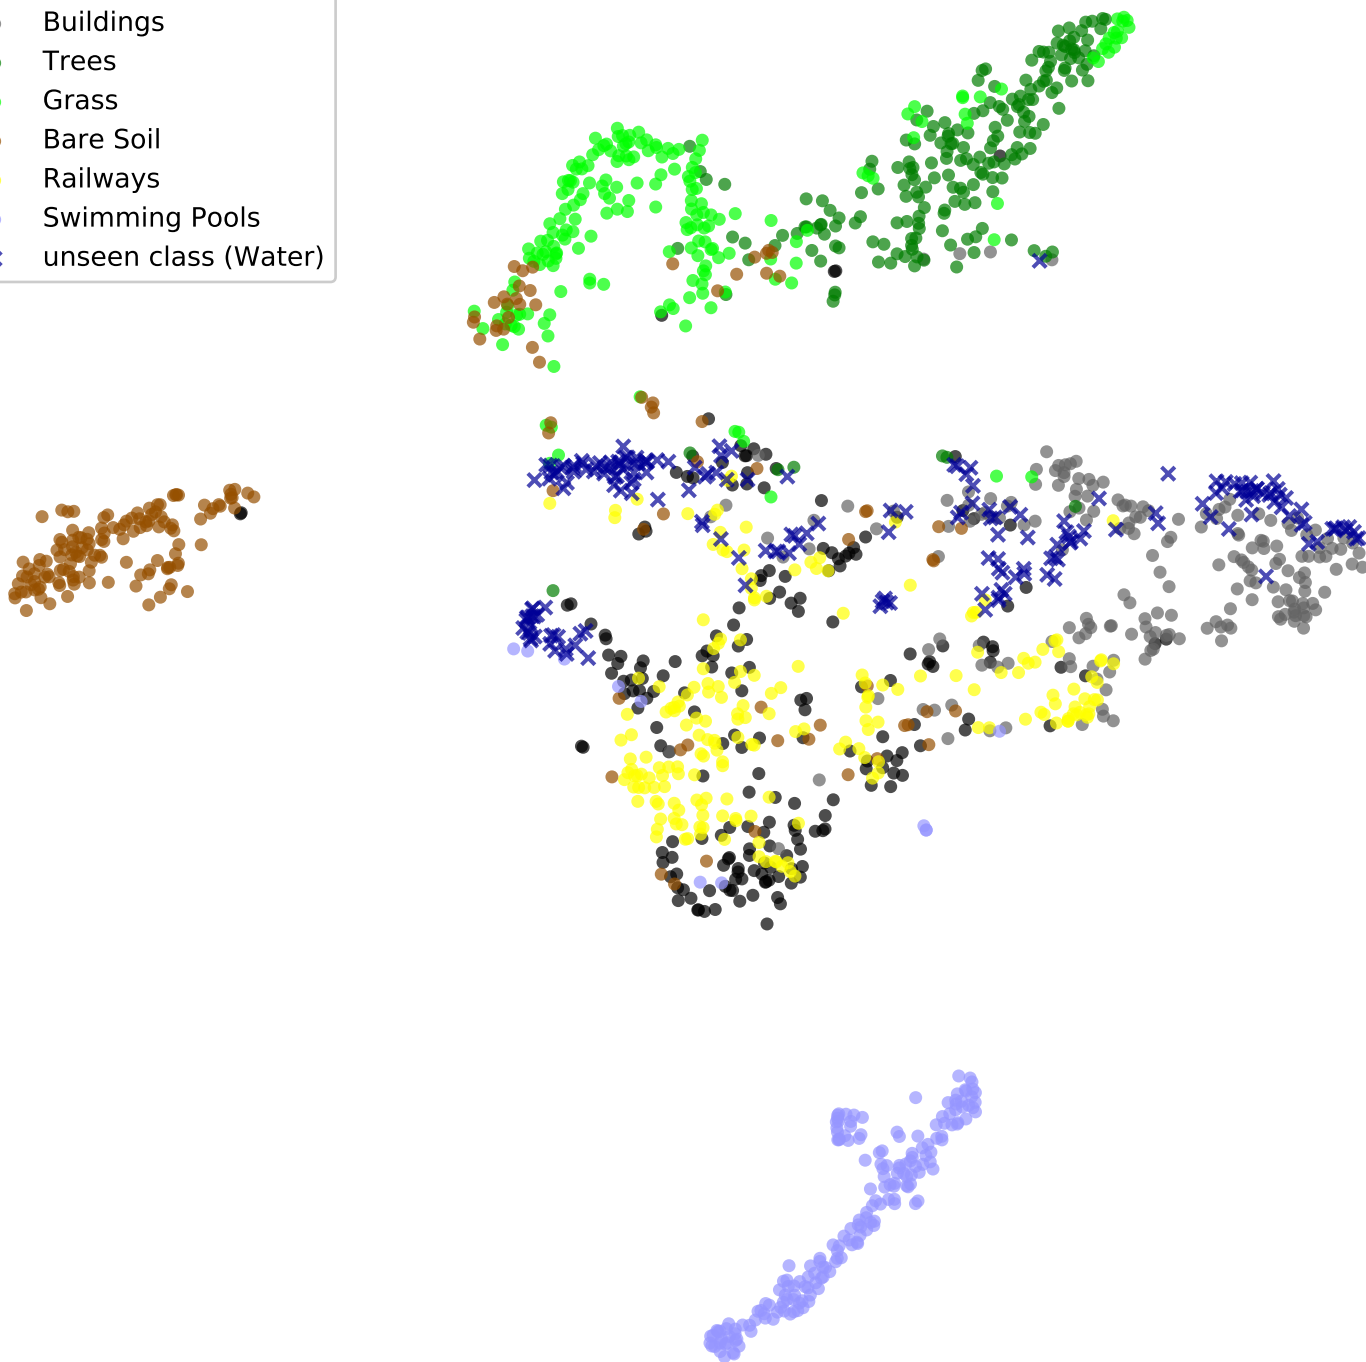 Buildings
Trees
Grass
Bare Soil
Railways
Swimming Pools
unseen class (Water)